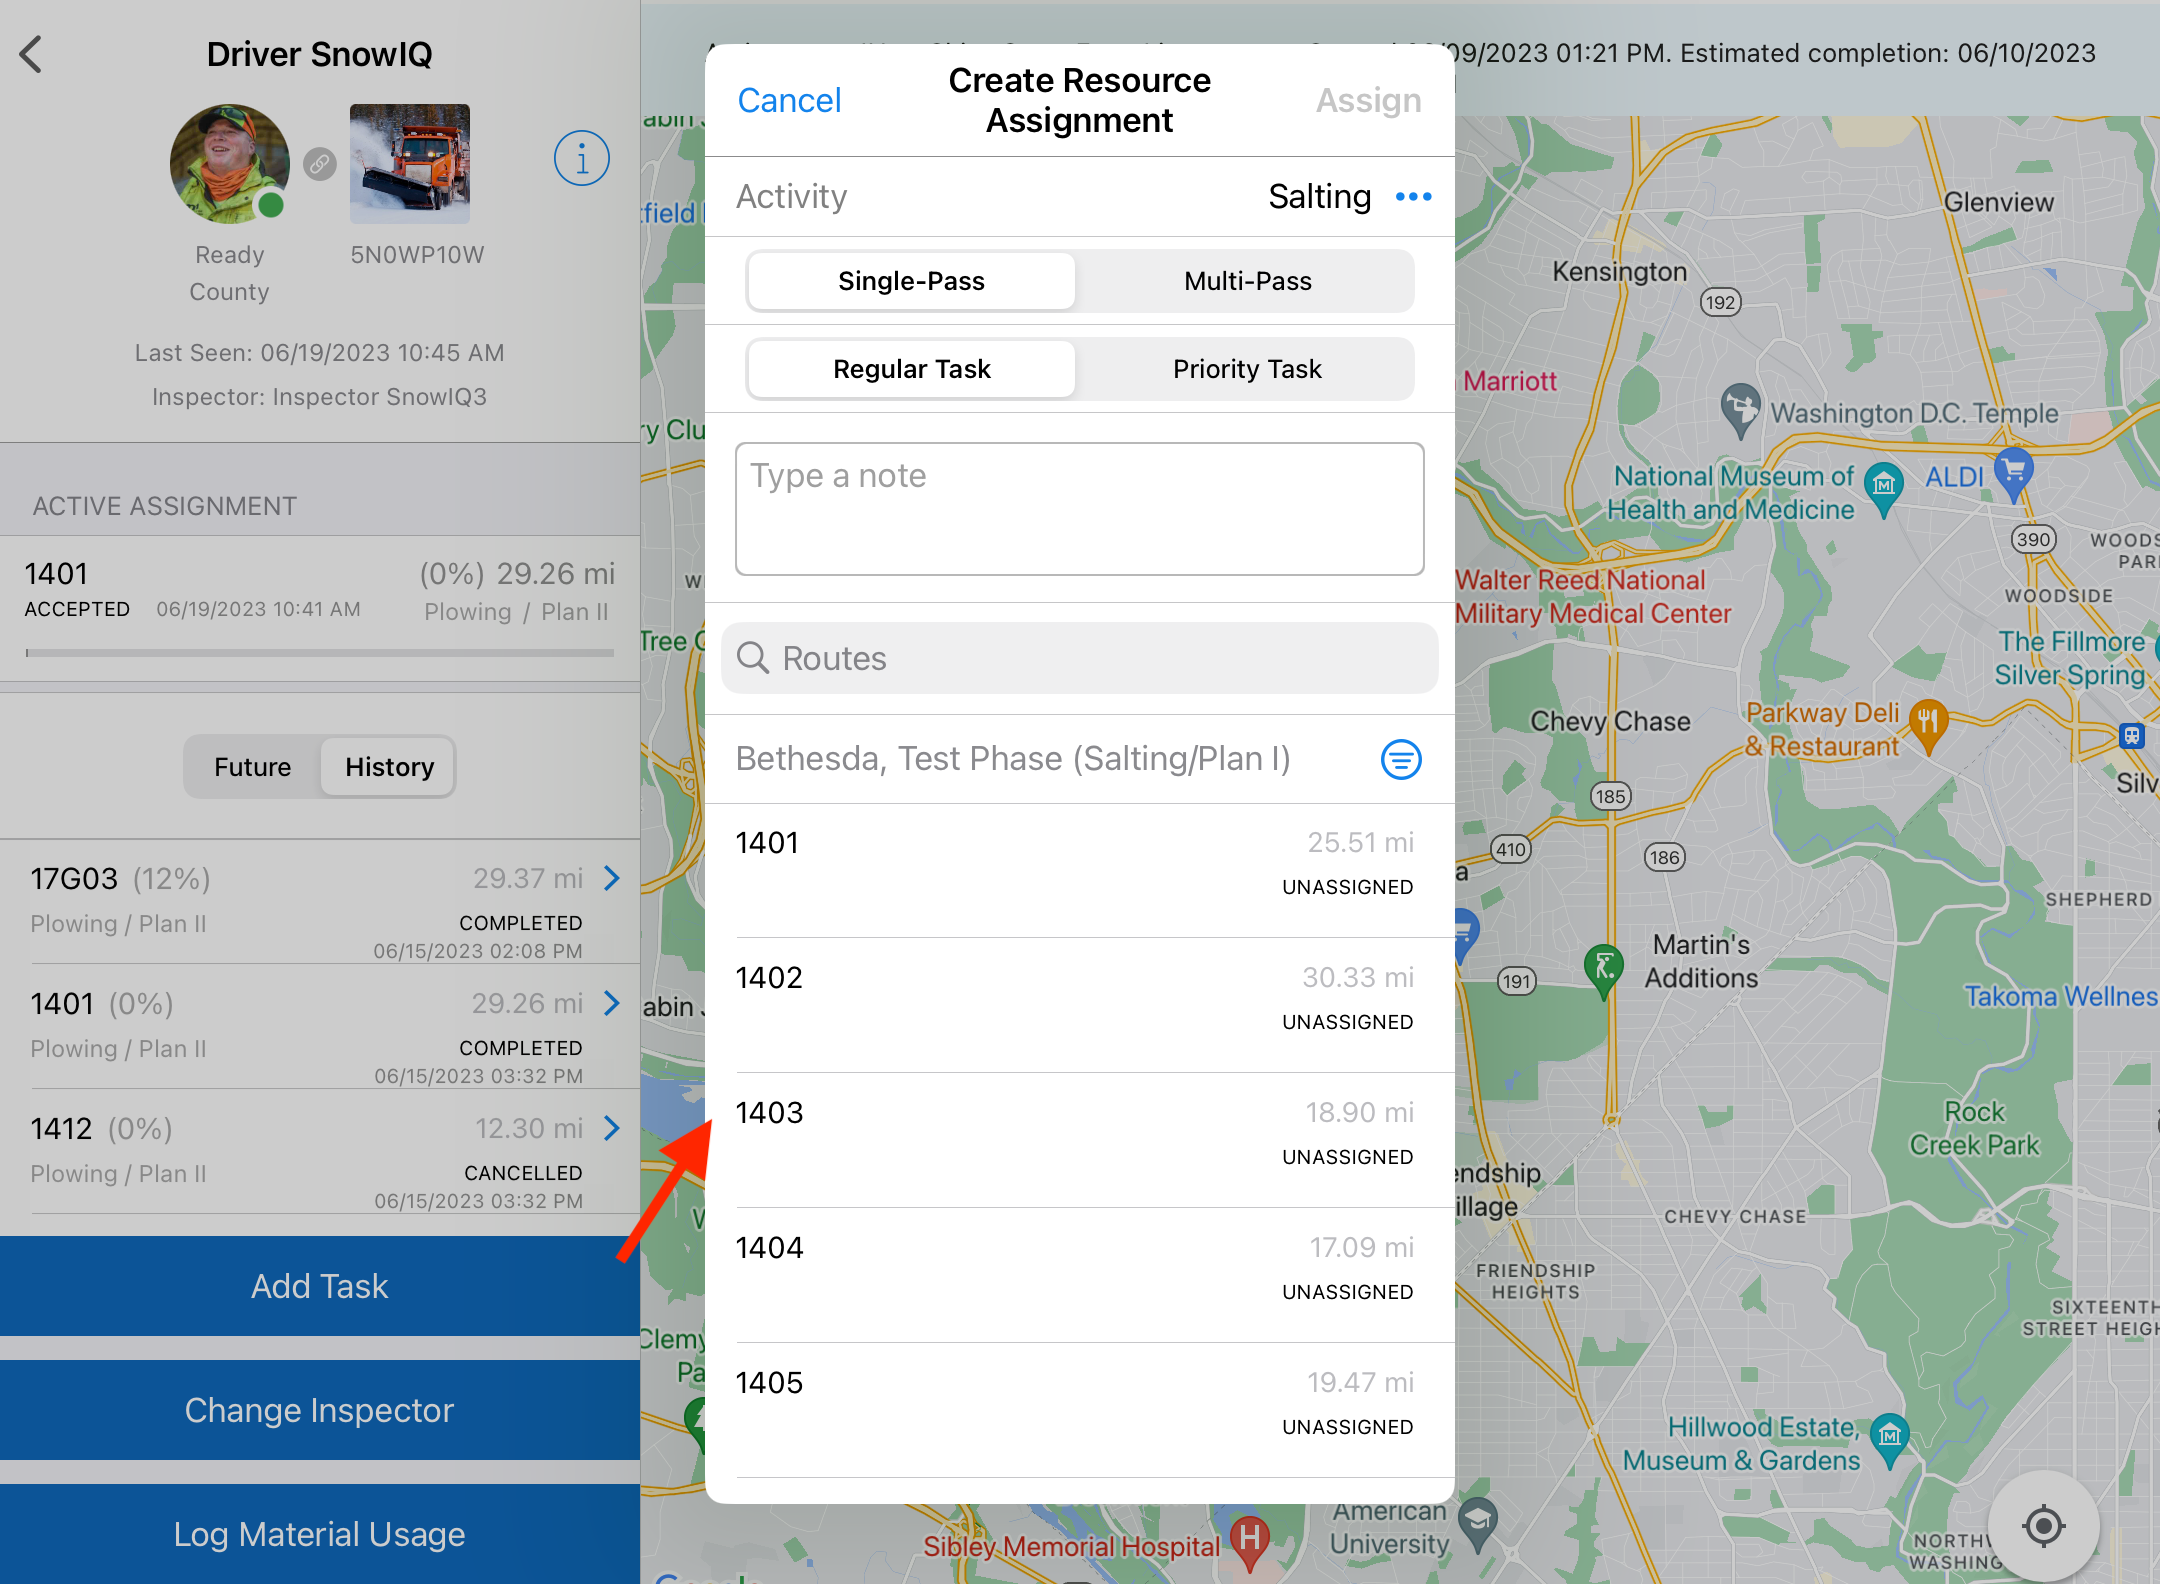 Driver SnowIQ
Ready
County
5N0WP10W
Last Seen: 06/19/2023 10:45 AM
Inspector: Inspector SnowIQ3
ACTIVE ASSIGNMENT
1401
(0%) 29.26 mi
ACCEPTED 06/19/2023 10:41 AM
Plowing / Plan II
Future
History
17G03 (12%)
29.37 mi
Plowing / Plan II
COMPLETED
06/15/2023 02:08 PM
1401 (0%)
29.26 mi
Plowing / Plan II
COMPLETED
06/15/2023 03:32 PM
1412 (0%)
12.30 mi
Plowing / Plan II
CANCELLED
06/15/2023 03:32 PM
Add Task
Change Inspector
Log Material Usage
Cancel
Create Resource
Assignment
Assign
Activity
Salting
Single-Pass
Multi-Pass
Regular Task
Priority Task
Type a note
Routes
Bethesda, Test Phase (Salting/Plan I)
1401
25.51 mi
UNASSIGNED
1402
30.33 mi
UNASSIGNED
1403
18.90 mi
UNASSIGNED
1404
17.09 mi
UNASSIGNED
1405
19.47 mi
UNASSIGNED
9/2023 01:21 PM. Estimated completion: 06/10/2023
abin
field
ry Clu
Tree
abin J
Clemy
Pa
Glenview
Kensington
192
Marriott
Washington D.C. Temple
National Museum of
Health and Medicine
ALDI
390
WOODS
PAR
Walter Reed National
Military Medical Center
WOODSIDE
The Fillmore
Silver Spring
Chevy Chase
Parkway Deli
& Restaurant
Silv
185
410
186
a
SHEPHERD
Martin's
Additions
191
Takoma Wellnes
Rock
Creek Park
endship
illage
CHEVY CHASE
FRIENDSHIP
HEIGHTS
SIXTEENTH
STREET HEIGH
Hillwood Estate,
Museum & Gardens
American
University
Sibley Memorial Hospital
H
NORTHW
WASHING